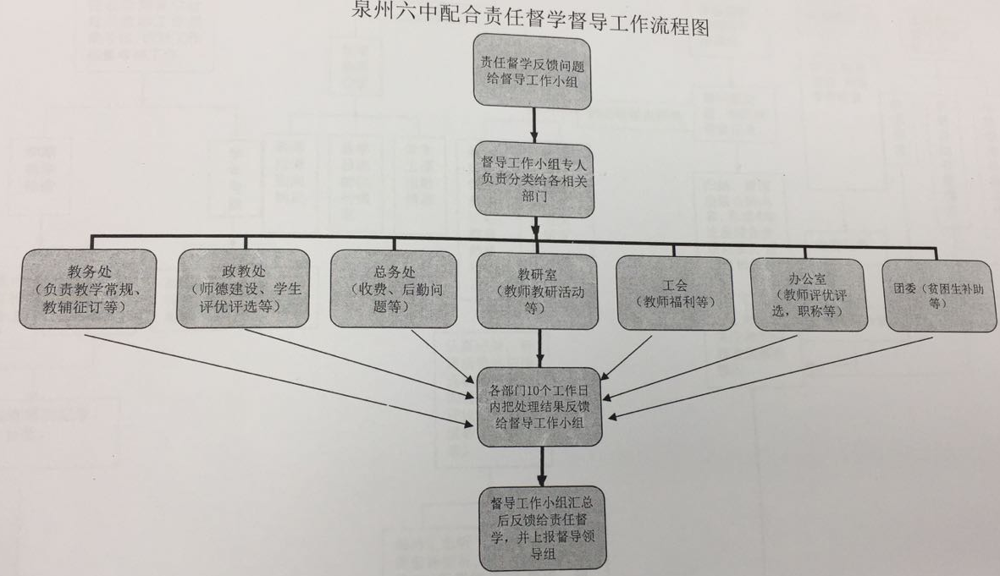 泉州六中配合责任督学督导工作流程图
责任督学反馈问题
给督导工作小组
督导工作小组专人
负责分类给各相关
部门
教务处
（负责教学常规、
教辅征订等）
政教处
（师德建设、学生
评优评选等）
总务处
（收费、后勤问
题等）
教研室
（教师教研活动
等）
工会
（教师福利等）
办公室
（教师评优评
选，职称等）
团委（贫困生补助
等）
各部门10个工作日
内把处理结果反馈
给督导工作小组
督导工作小组汇总
后反馈给责任督
学，并上报督导领
导组